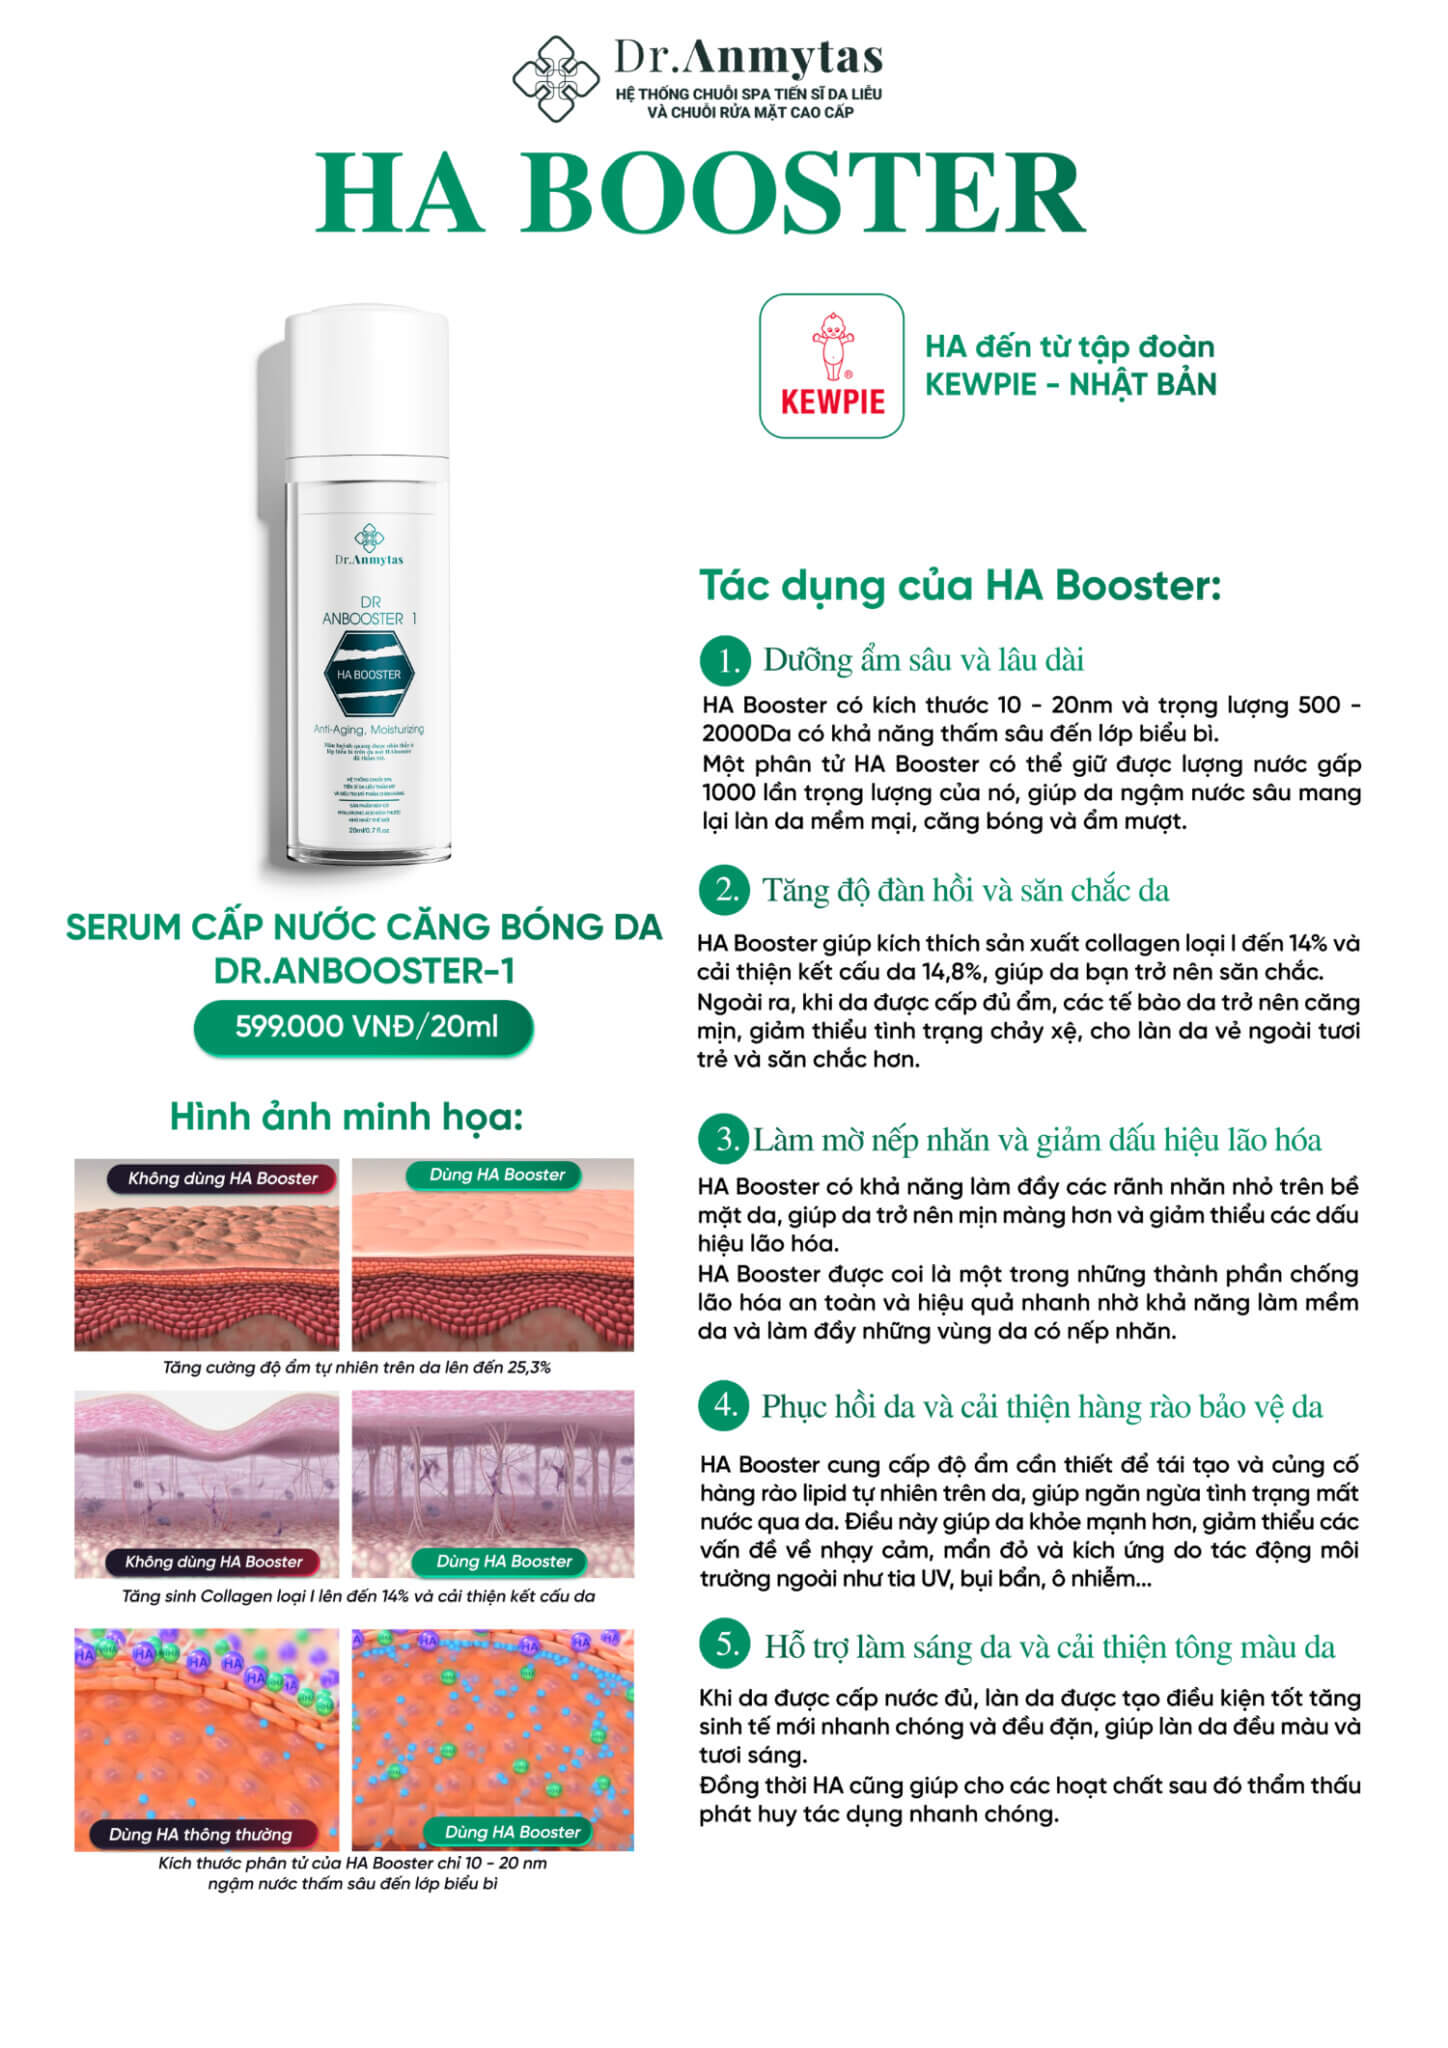 Dr.Anmytas
HỆ THỐNG CHUỖI SPA TIẾN SĨ DA LIỄU
VÀ CHUỖI RỬA MẶT CAO CẤP
HA BOOSTER
KEWPIE
®
HA đến từ tập đoàn
KEWPIE - NHẬT BẢN
Dr.Anmytas
DR
ANBOOSTER 1
HA BOOSTER
Anti-Aging, Moisturizing
HỆ THỐNG CHUỖI SPA
20ml/0.7 fl.oz
SERUM CẤP NƯỚC CĂNG BÓNG DA
DR.ANBOOSTER-1
599.000 VNĐ/20ml
Hình ảnh minh họa:
Không dùng HA Booster
Dùng HA Booster
Tăng cường độ ẩm tự nhiên trên da lên đến 25,3%
Không dùng HA Booster
Dùng HA Booster
Tăng sinh Collagen loại I lên đến 14% và cải thiện kết cấu da
HA HA HA HA HA
HA HA HA
Dùng HA thông thường
Dùng HA Booster
Kích thước phân tử của HA Booster chỉ 10 - 20 nm
ngậm nước thấm sâu đến lớp biểu bì
Tác dụng của HA Booster:
1. Dưỡng ẩm sâu và lâu dài
HA Booster có kích thước 10 - 20nm và trọng lượng 500 -
2000Da có khả năng thấm sâu đến lớp biểu bì.
Một phân tử HA Booster có thể giữ được lượng nước gấp
1000 lần trọng lượng của nó, giúp da ngậm nước sâu mang
lại làn da mềm mại, căng bóng và ẩm mượt.
2. Tăng độ đàn hồi và săn chắc da
HA Booster giúp kích thích sản xuất collagen loại I đến 14% và
cải thiện kết cấu da 14,8%, giúp da bạn trở nên săn chắc.
Ngoài ra, khi da được cấp đủ ẩm, các tế bào da trở nên căng
mịn, giảm thiểu tình trạng chảy xệ, cho làn da vẻ ngoài tươi
trẻ và săn chắc hơn.
3. Làm mờ nếp nhăn và giảm dấu hiệu lão hóa
HA Booster có khả năng làm đầy các rãnh nhăn nhỏ trên bề
mặt da, giúp da trở nên mịn màng hơn và giảm thiểu các dấu
hiệu lão hóa.
HA Booster được coi là một trong những thành phần chống
lão hóa an toàn và hiệu quả nhanh nhờ khả năng làm mềm
da và làm đầy những vùng da có nếp nhăn.
4. Phục hồi da và cải thiện hàng rào bảo vệ da
HA Booster cung cấp độ ẩm cần thiết để tái tạo và củng cố
hàng rào lipid tự nhiên trên da, giúp ngăn ngừa tình trạng mất
nước qua da. Điều này giúp da khỏe mạnh hơn, giảm thiểu các
vấn đề về nhạy cảm, mẩn đỏ và kích ứng do tác động môi
trường ngoài như tia UV, bụi bẩn, ô nhiễm...
5. Hỗ trợ làm sáng da và cải thiện tông màu da
Khi da được cấp nước đủ, làn da được tạo điều kiện tốt tăng
sinh tế mới nhanh chóng và đều đặn, giúp làn da đều màu và
tươi sáng.
Đồng thời HA cũng giúp cho các hoạt chất sau đó thẩm thấu
phát huy tác dụng nhanh chóng.